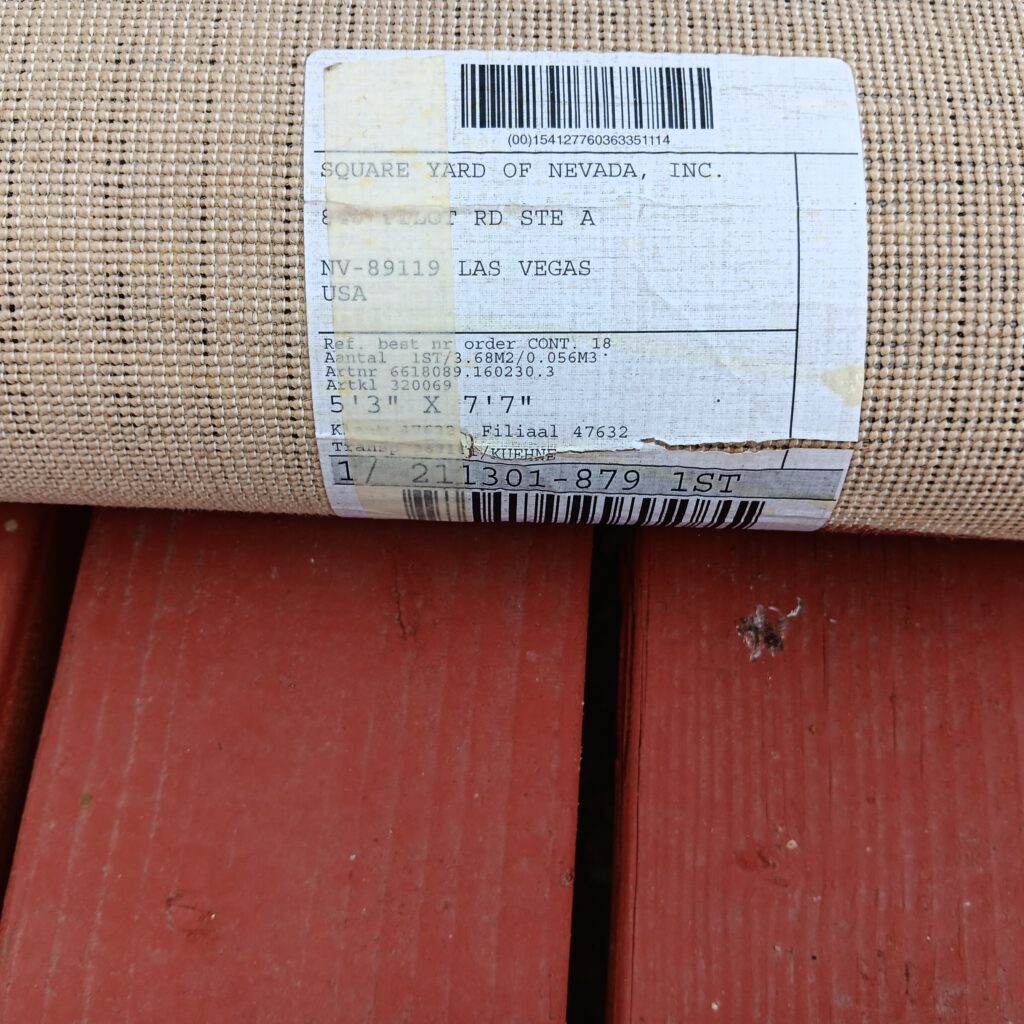 (00)154127760363351114
SQUARE YARD OF NEVADA, INC.
PILOT RD STE A
NV-89119 LAS VEGAS
USA
Ref. best nr order CONT. 18
Aantal 1ST/3.68M2/0.056M3
Artnr 6618089.160230.3
Artkl 320069
5'3" X 7'7"
Filiaal 47632
/KUEHNE
1/ 211301-879 1ST